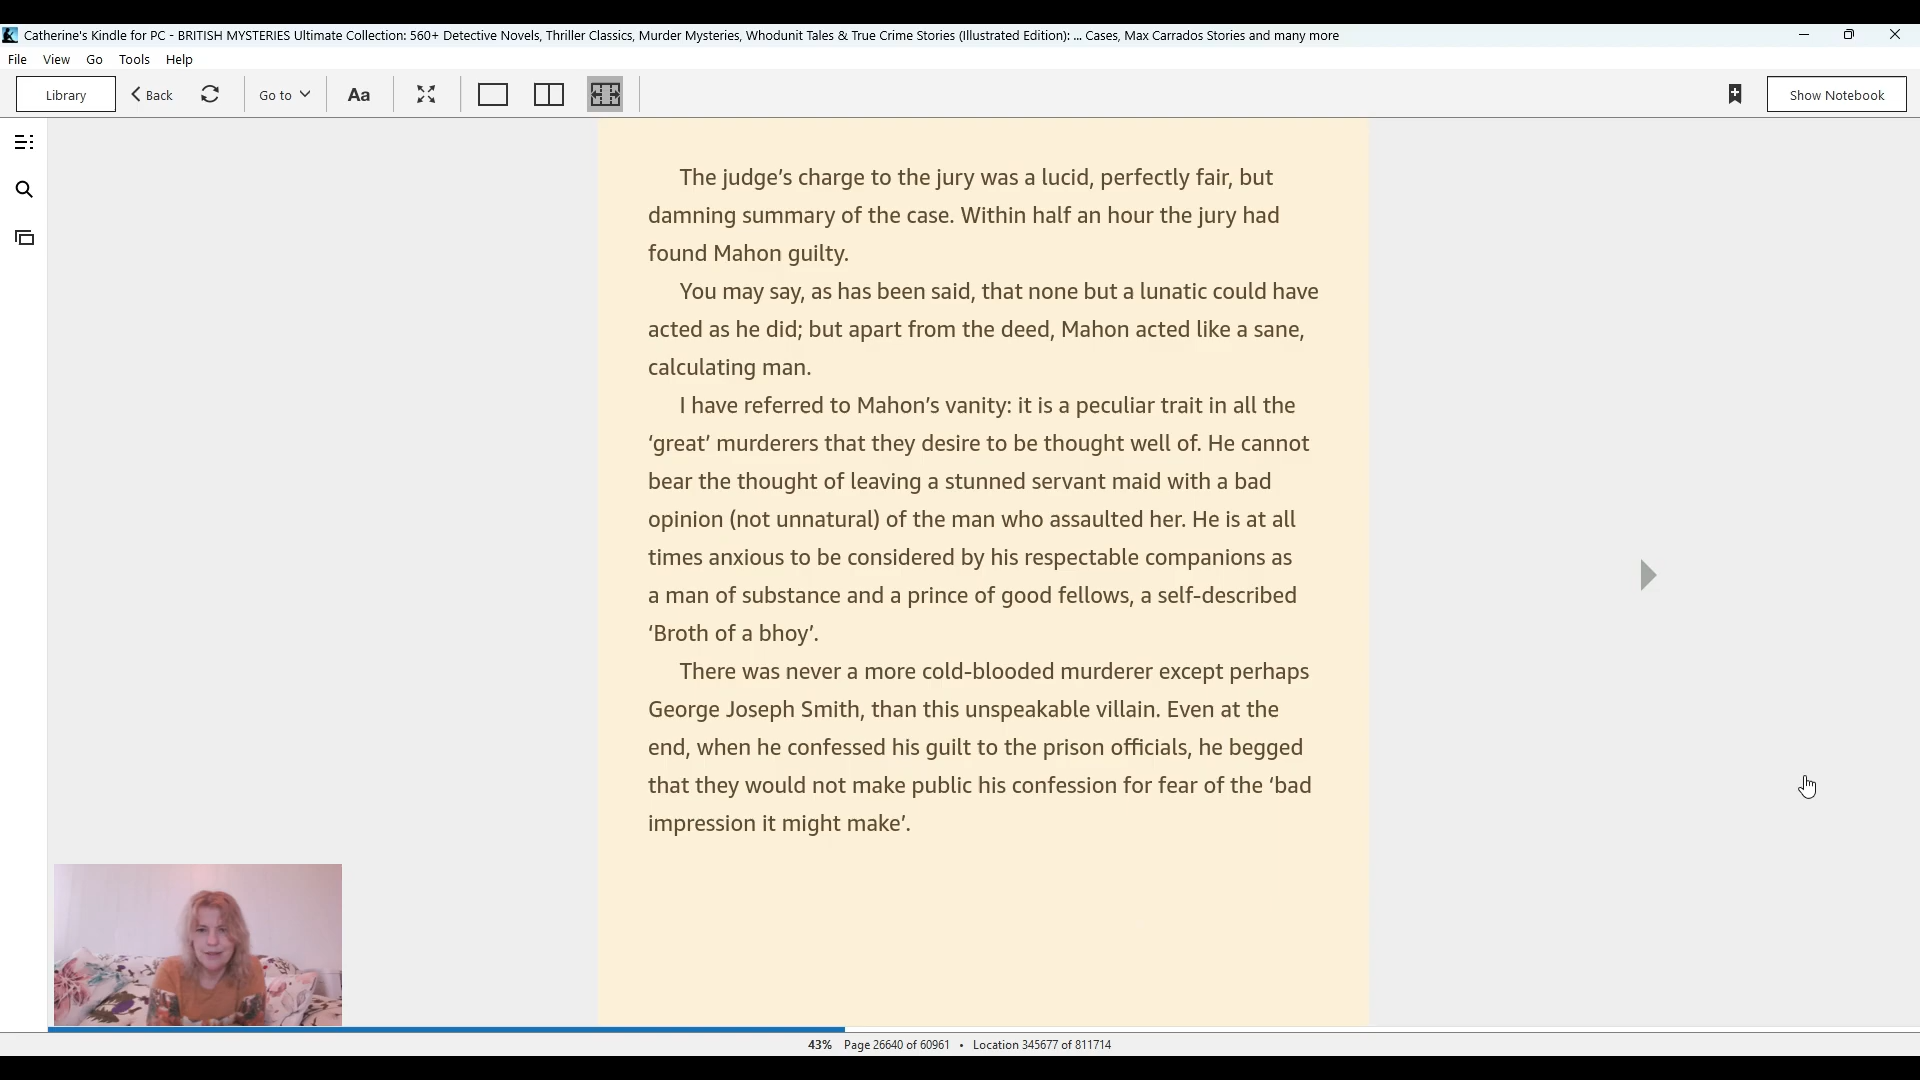 Catherine's Kindle for PC - BRITISH MYSTERIES Ultimate Collection: 560+ Detective Novels, Thriller Classics, Murder Mysteries, Whodunit Tales & True Crime Stories (Illustrated Edition): ... Cases, Max Carrados Stories and many more
File View Go Tools Help
Library Back Go to Aa Show Notebook
The judge’s charge to the jury was a lucid, perfectly fair, but
damning summary of the case. Within half an hour the jury had
found Mahon guilty.
You may say, as has been said, that none but a lunatic could have
acted as he did; but apart from the deed, Mahon acted like a sane,
calculating man.
I have referred to Mahon’s vanity: it is a peculiar trait in all the
‘great’ murderers that they desire to be thought well of. He cannot
bear the thought of leaving a stunned servant maid with a bad
opinion (not unnatural) of the man who assaulted her. He is at all
times anxious to be considered by his respectable companions as
a man of substance and a prince of good fellows, a self-described
‘Broth of a bhoy’.
There was never a more cold-blooded murderer except perhaps
George Joseph Smith, than this unspeakable villain. Even at the
end, when he confessed his guilt to the prison officials, he begged
that they would not make public his confession for fear of the ‘bad
impression it might make’.
43% Page 26640 of 60961 • Location 345677 of 811714